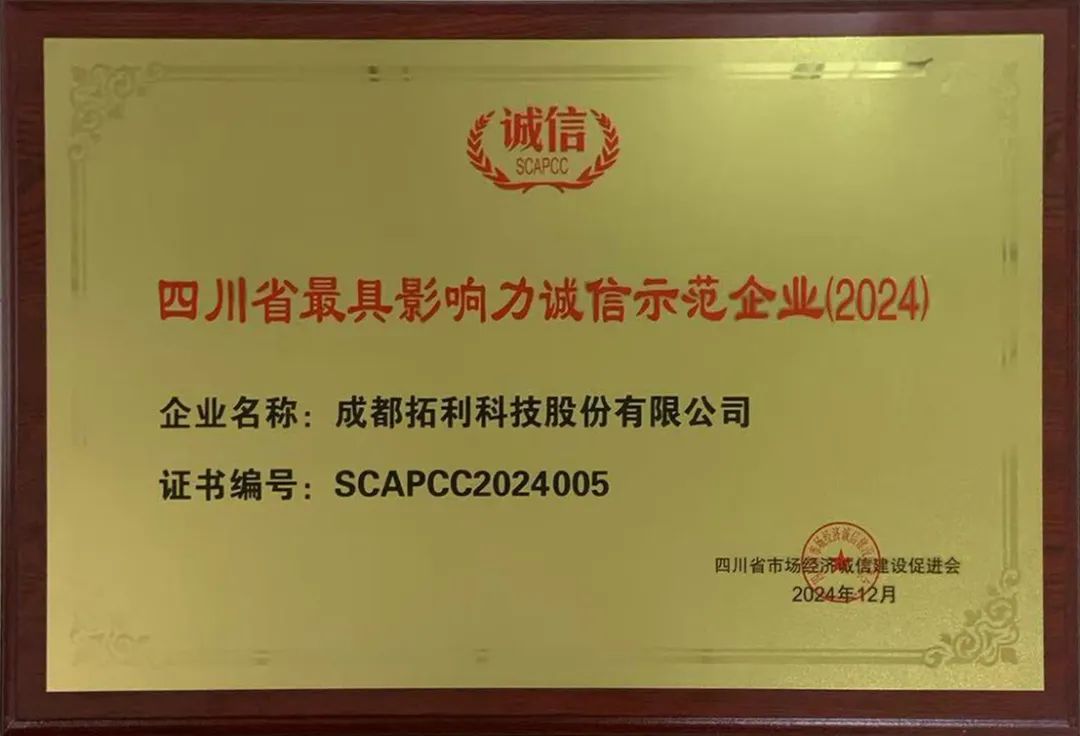 诚信
SCAPCC
四川省最具影响力诚信示范企业(2024)
企业名称：成都拓利科技股份有限公司
证书编号：SCAPCC2024005
四川省市场经济诚信建设促进会
2024年12月